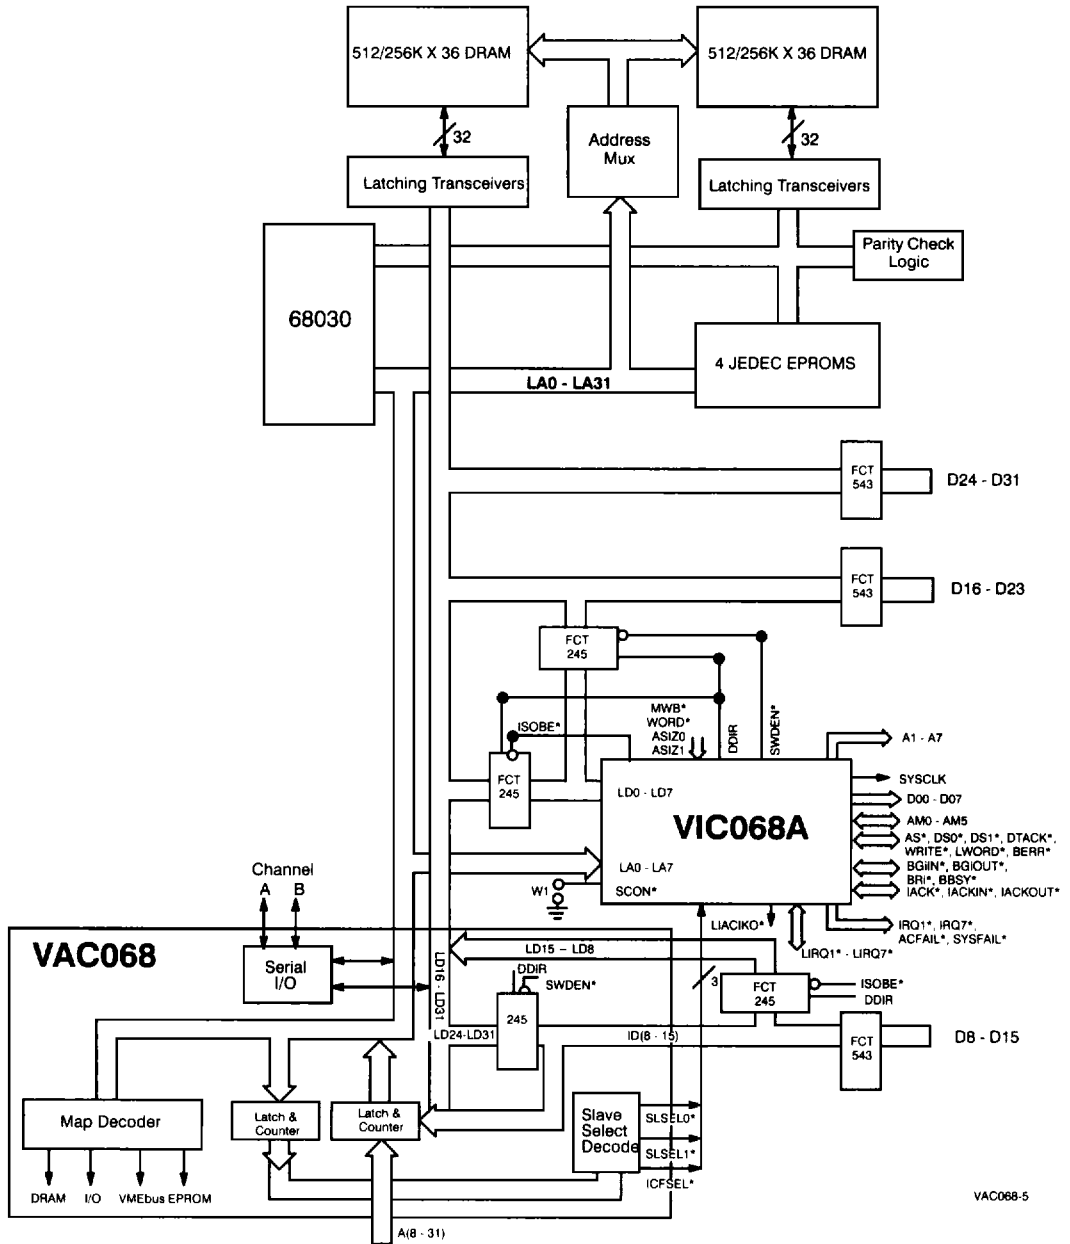 512/256K X 36 DRAM
512/256K X 36 DRAM
32
Address
Mux
32
Latching Transceivers
Latching Transceivers
68030
Parity Check
Logic
4 JEDEC EPROMS
LA0 - LA31
FCT
543
D24 - D31
FCT
543
D16 - D23
FCT
245
ISOBE*
MWB*
WORD*
ASIZ0
ASIZ1
DDIR
SWDEN*
FCT
245
LD0 - LD7
VIC068A
LA0 - LA7
W1
SCON*
A1 - A7
SYSCLK
D00 - D07
AM0 - AM5
AS*, DS0*, DS1*, DTACK*,
WRITE*, LWORD*, BERR*
BGiIN*, BGiOUT*,
BRi*, BBSY*
IACK*, IACKIN*, IACKOUT*
IRQ1*, IRQ7*,
ACFAIL*, SYSFAIL*
LIACIKO*
LIRQ1* - LIRQ7*
Channel
A B
VAC068
Serial
I/O
LD16 - LD31
LD15 - LD8
DDIR
SWDEN*
245
3
FCT
245
ISOBE*
DDIR
LD24-LD31
ID(8 - 15)
FCT
543
D8 - D15
Map Decoder
Latch &
Counter
Latch &
Counter
Slave
Select
Decode
SLSEL0*
SLSEL1*
ICFSEL*
DRAM I/O VMEbus EPROM
A(8 - 31)
VAC068-5